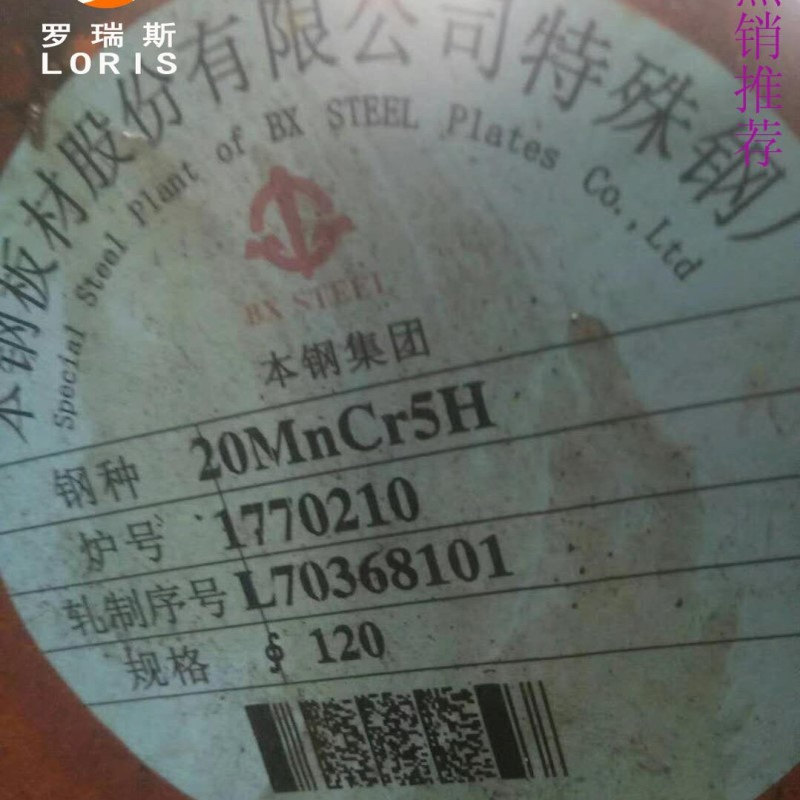 罗瑞斯
LORIS
热销推荐
本钢板材股份有限公司特殊钢厂
Special Steel Plant of BX STEEL Plates Co.,Ltd
BX STEEL
本钢集团
钢种 20MnCr5H
炉号 1770210
轧制序号 L70368101
规格 ϕ 120